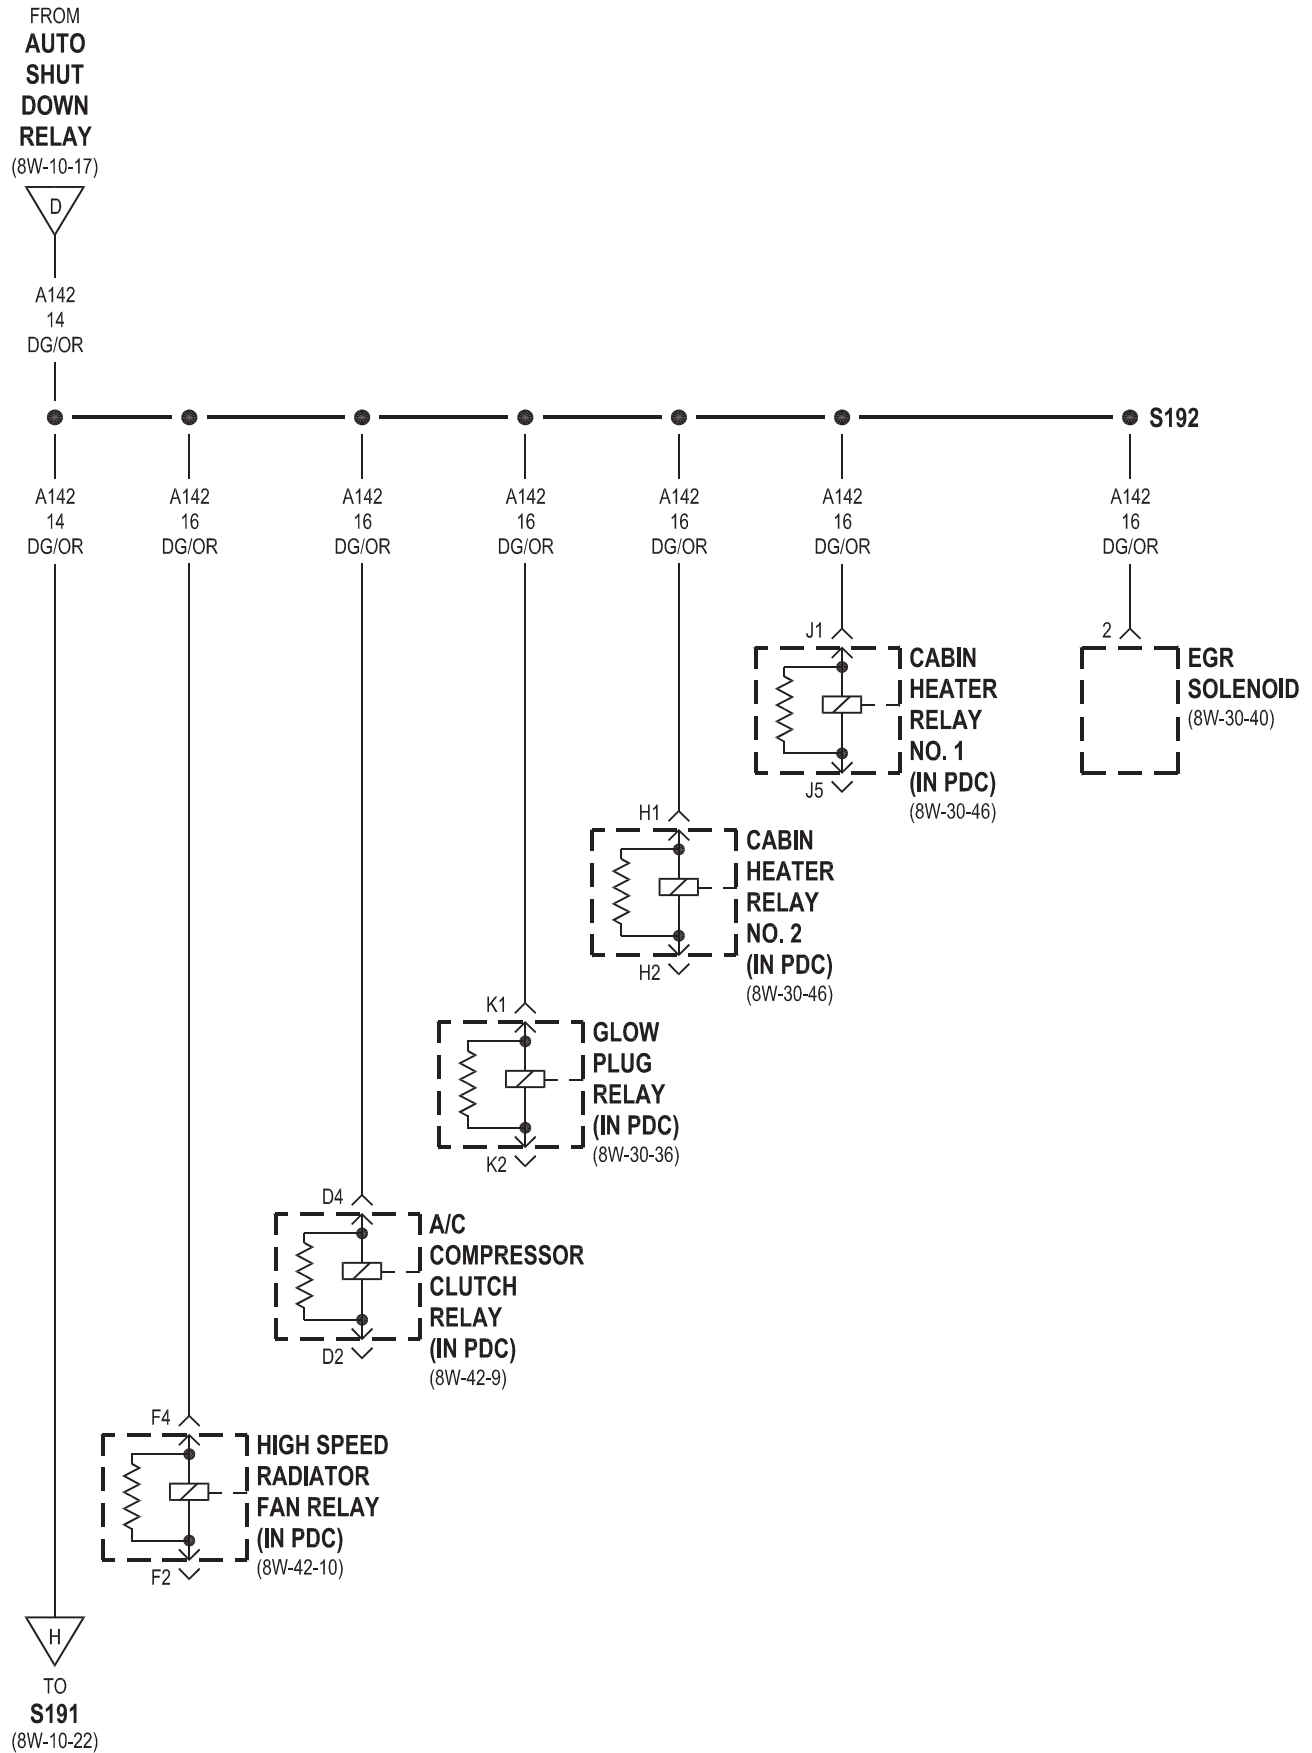 FROM
AUTO
SHUT
DOWN
RELAY
(8W-10-17)
D
A142
14
DG/OR
S192
A142
14
DG/OR
A142
16
DG/OR
A142
16
DG/OR
A142
16
DG/OR
A142
16
DG/OR
A142
16
DG/OR
A142
16
DG/OR
J1
CABIN
HEATER
RELAY
NO. 1
(IN PDC)
(8W-30-46)
J5
2
EGR
SOLENOID
(8W-30-40)
H1
CABIN
HEATER
RELAY
NO. 2
(IN PDC)
(8W-30-46)
H2
K1
GLOW
PLUG
RELAY
(IN PDC)
(8W-30-36)
K2
D4
A/C
COMPRESSOR
CLUTCH
RELAY
(IN PDC)
(8W-42-9)
D2
F4
HIGH SPEED
RADIATOR
FAN RELAY
(IN PDC)
(8W-42-10)
F2
H
TO
S191
(8W-10-22)